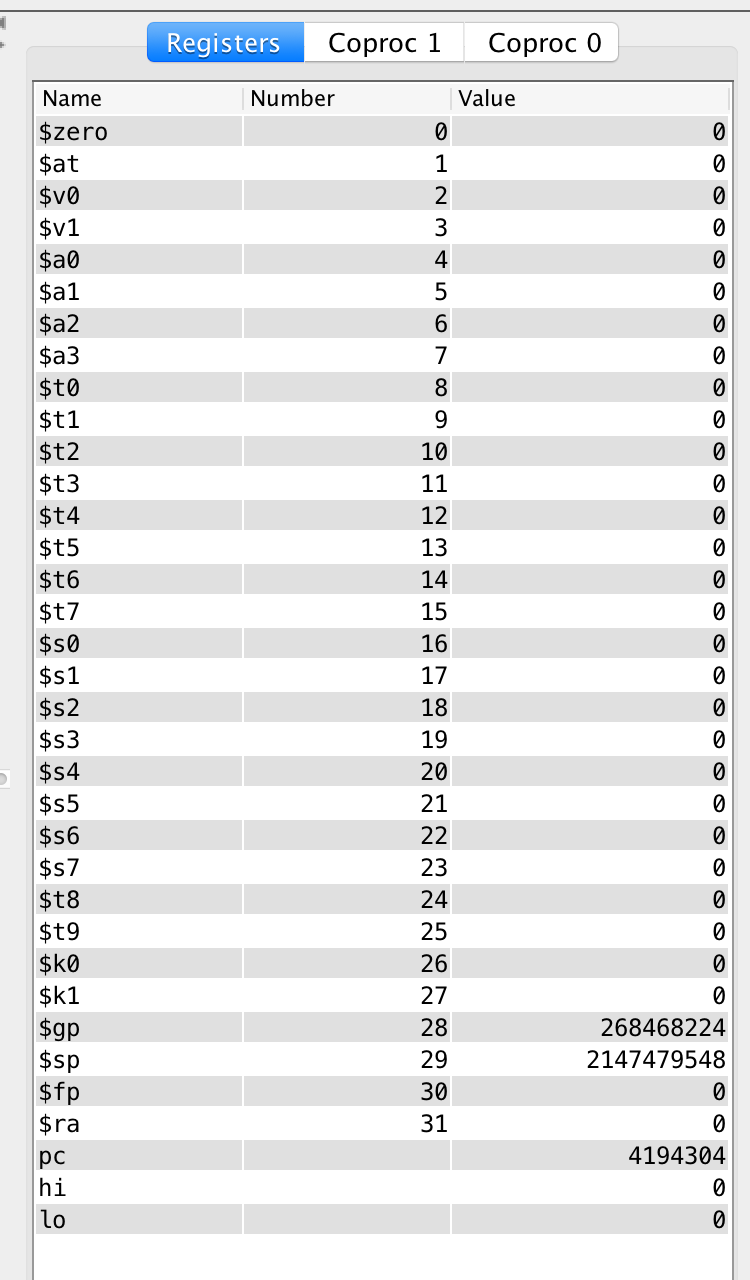 Registers Coproc 1 Coproc 0
Name Number Value
$zero 0 0
$at 1 0
$v0 2 0
$v1 3 0
$a0 4 0
$a1 5 0
$a2 6 0
$a3 7 0
$t0 8 0
$t1 9 0
$t2 10 0
$t3 11 0
$t4 12 0
$t5 13 0
$t6 14 0
$t7 15 0
$s0 16 0
$s1 17 0
$s2 18 0
$s3 19 0
$s4 20 0
$s5 21 0
$s6 22 0
$s7 23 0
$t8 24 0
$t9 25 0
$k0 26 0
$k1 27 0
$gp 28 268468224
$sp 29 2147479548
$fp 30 0
$ra 31 0
pc 4194304
hi 0
lo 0